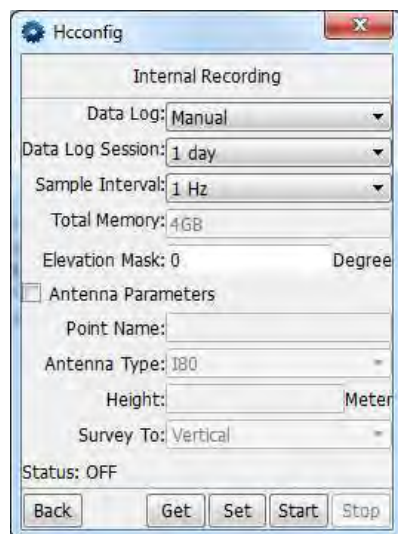 Hcconfig
Internal Recording
Data Log: Manual
Data Log Session: 1 day
Sample Interval: 1 Hz
Total Memory: 4GB
Elevation Mask: 0 Degree
Antenna Parameters
Point Name:
Antenna Type: I80
Height: Meter
Survey To: Vertical
Status: OFF
Back Get Set Start Stop